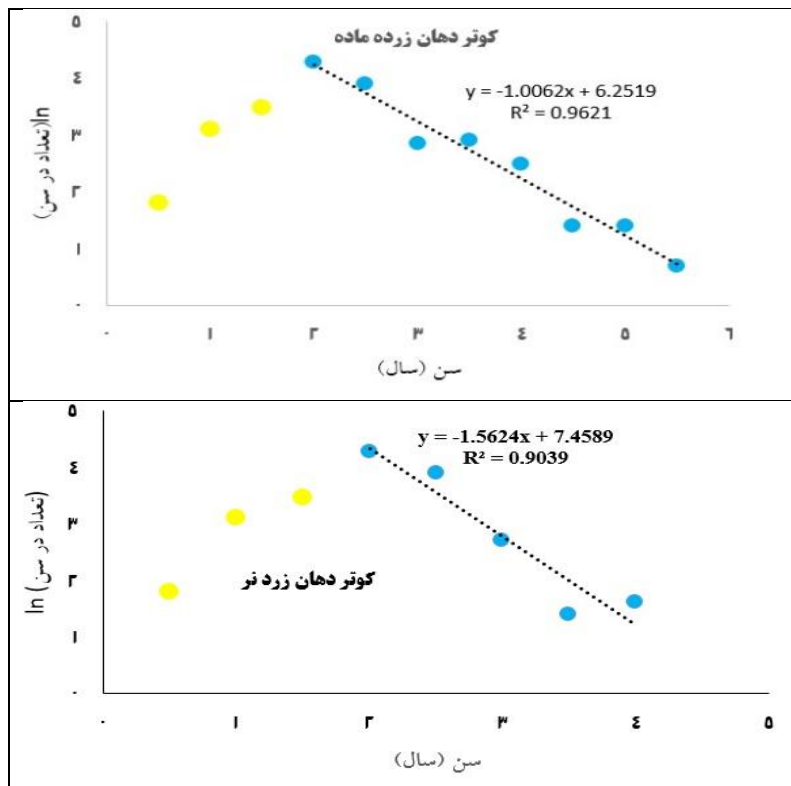 کوتر دهان زرده ماده
y = -1.0062x + 6.2519
R² = 0.9621
ln(تعداد در سن)
۵
٤
۳
۲
۱
۰
۰ ۱ ۲ ۳ ٤ ۵ ٦
سن (سال)
y = -1.5624x + 7.4589
R² = 0.9039
کوتر دهان زرد نر
ln (تعداد در سن)
۵
٤
۳
۲
۱
۰
۰ ۱ ۲ ۳ ٤ ۵
سن (سال)